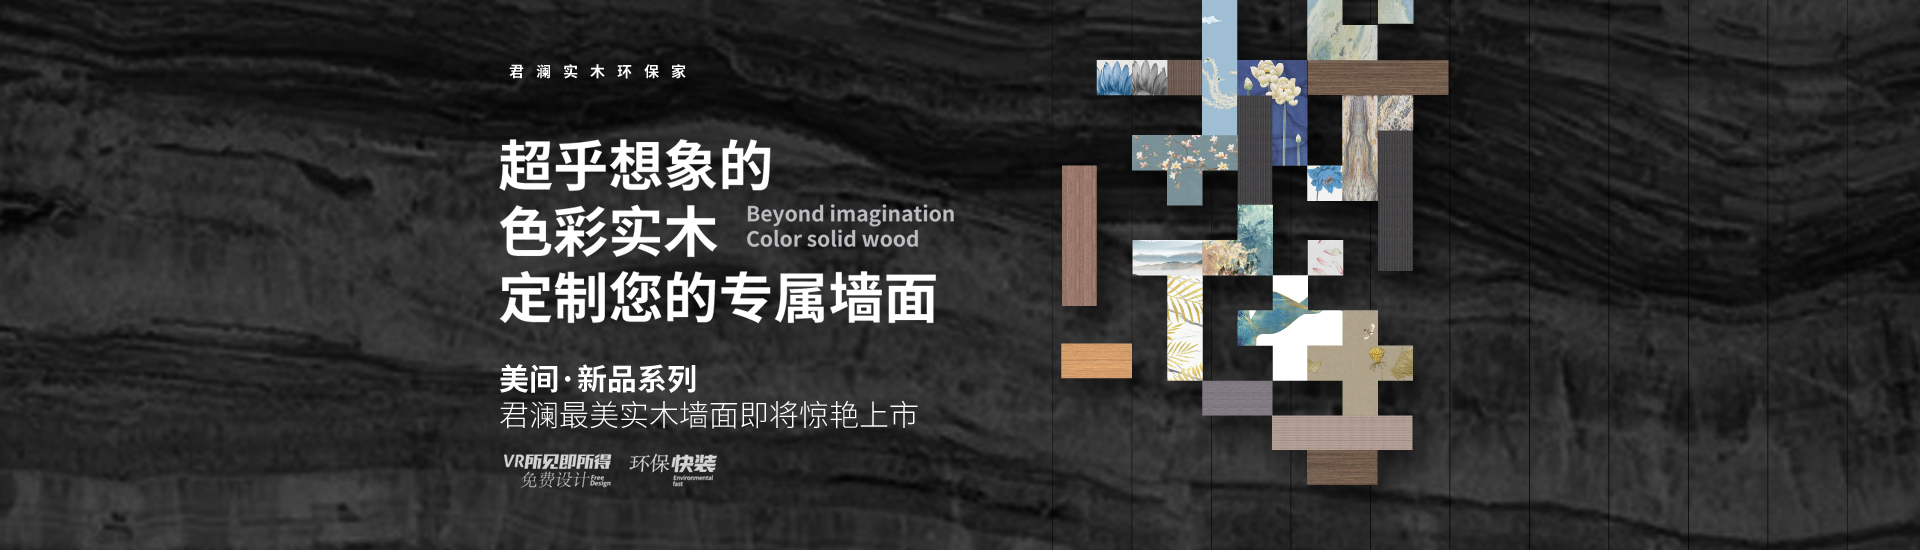 君澜实木环保家
超乎想象的
色彩实木
Beyond imagination
Color solid wood
定制您的专属墙面
美间·新品系列
君澜最美实木墙面即将惊艳上市
VR所见即所得
免费设计 Free Design
环保快装
Environmental
fast